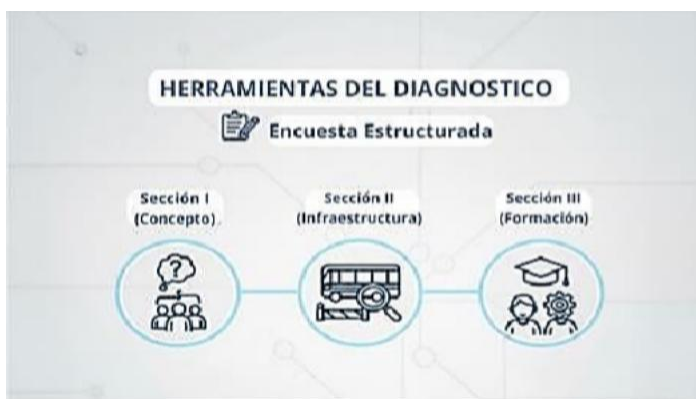 HERRAMIENTAS DEL DIAGNOSTICO
Encuesta Estructurada
Sección I
(Concepto)
Sección II
(Infraestructura)
Sección III
(Formación)
?